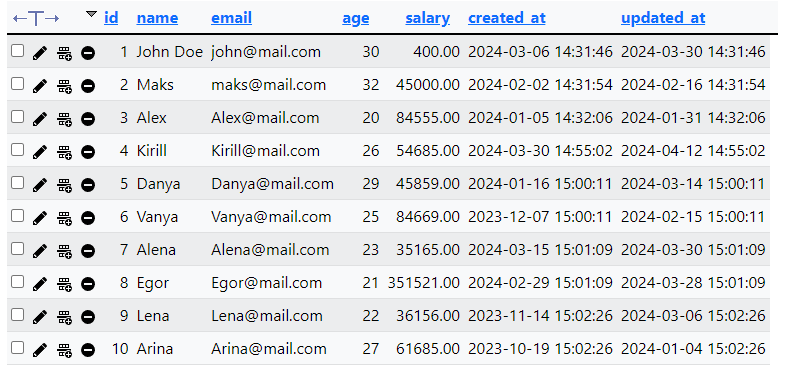 id name email age salary created_at updated_at
1 John Doe john@mail.com 30 400.00 2024-03-06 14:31:46 2024-03-30 14:31:46
2 Maks maks@mail.com 32 45000.00 2024-02-02 14:31:54 2024-02-16 14:31:54
3 Alex Alex@mail.com 20 84555.00 2024-01-05 14:32:06 2024-01-31 14:32:06
4 Kirill Kirill@mail.com 26 54685.00 2024-03-30 14:55:02 2024-04-12 14:55:02
5 Danya Danya@mail.com 29 45859.00 2024-01-16 15:00:11 2024-03-14 15:00:11
6 Vanya Vanya@mail.com 25 84669.00 2023-12-07 15:00:11 2024-02-15 15:00:11
7 Alena Alena@mail.com 23 35165.00 2024-03-15 15:01:09 2024-03-30 15:01:09
8 Egor Egor@mail.com 21 351521.00 2024-02-29 15:01:09 2024-03-28 15:01:09
9 Lena Lena@mail.com 22 36156.00 2023-11-14 15:02:26 2024-03-06 15:02:26
10 Arina Arina@mail.com 27 61685.00 2023-10-19 15:02:26 2024-01-04 15:02:26